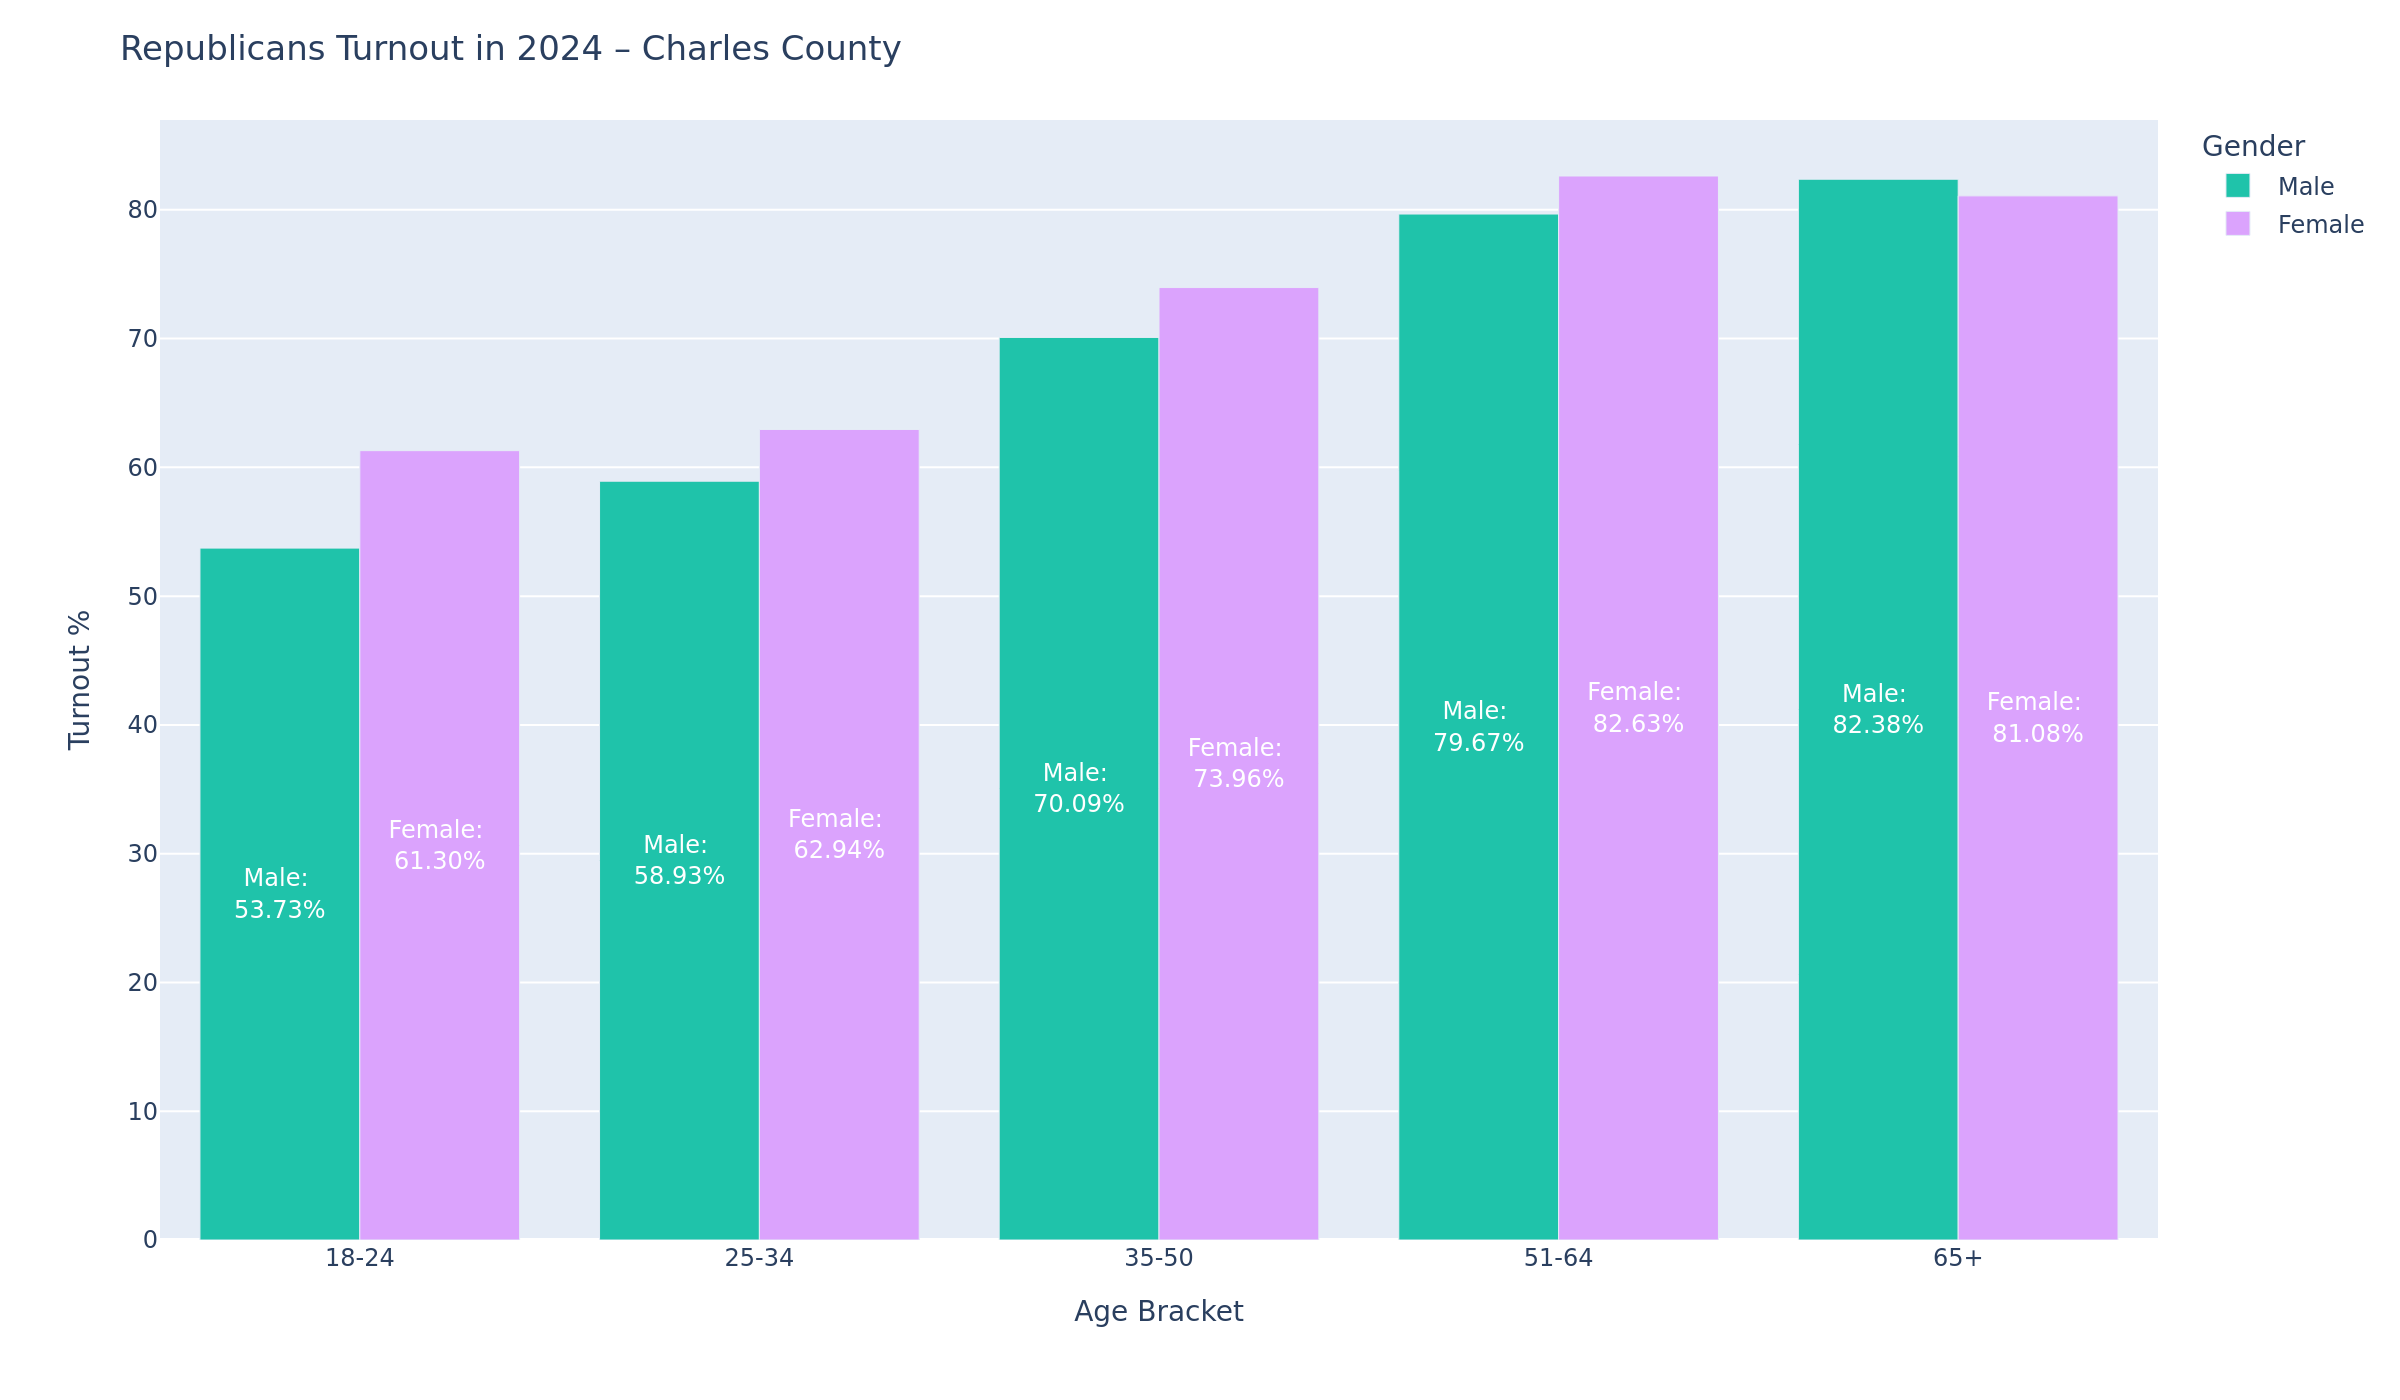 Republicans Turnout in 2024 – Charles County
Gender
Male
Female
Turnout %
80
70
60
50
40
30
20
10
0
Male:
53.73%
Female:
61.30%
Male:
58.93%
Female:
62.94%
Male:
70.09%
Female:
73.96%
Male:
79.67%
Female:
82.63%
Male:
82.38%
Female:
81.08%
18-24
25-34
35-50
51-64
65+
Age Bracket